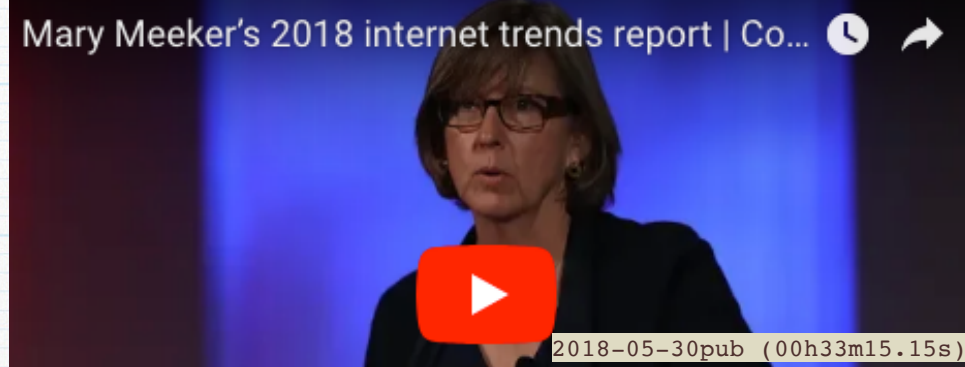 Mary Meeker’s 2018 internet trends report | Co...
2018-05-30pub (00h33m15.15s)